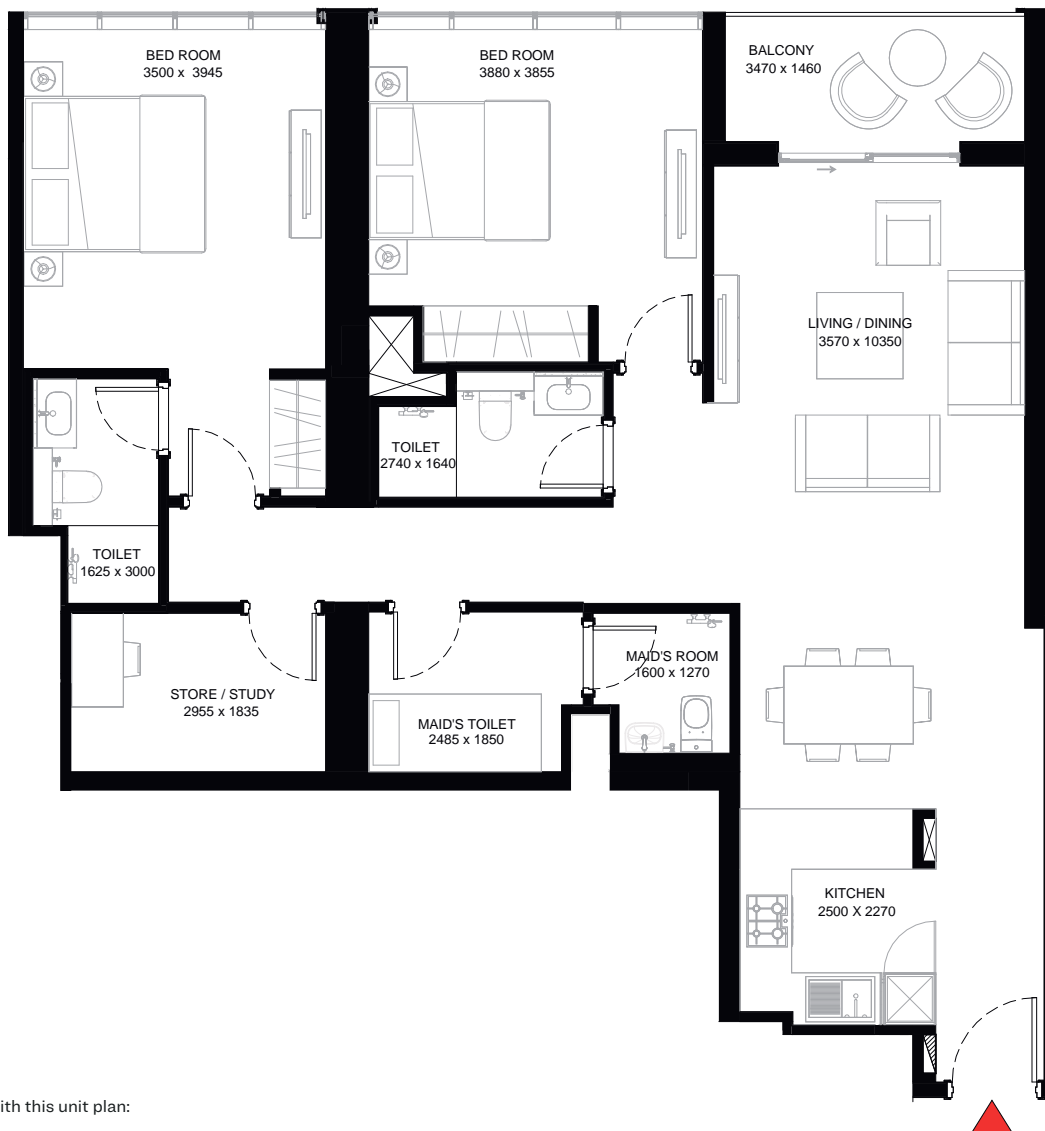 BED ROOM
3500 x 3945
BED ROOM
3880 x 3855
BALCONY
3470 x 1460
LIVING / DINING
3570 x 10350
TOILET
2740 x 1640
TOILET
1625 x 3000
STORE / STUDY
2955 x 1835
MAID'S TOILET
2485 x 1850
MAID'S ROOM
1600 x 1270
KITCHEN
2500 X 2270
ith this unit plan: